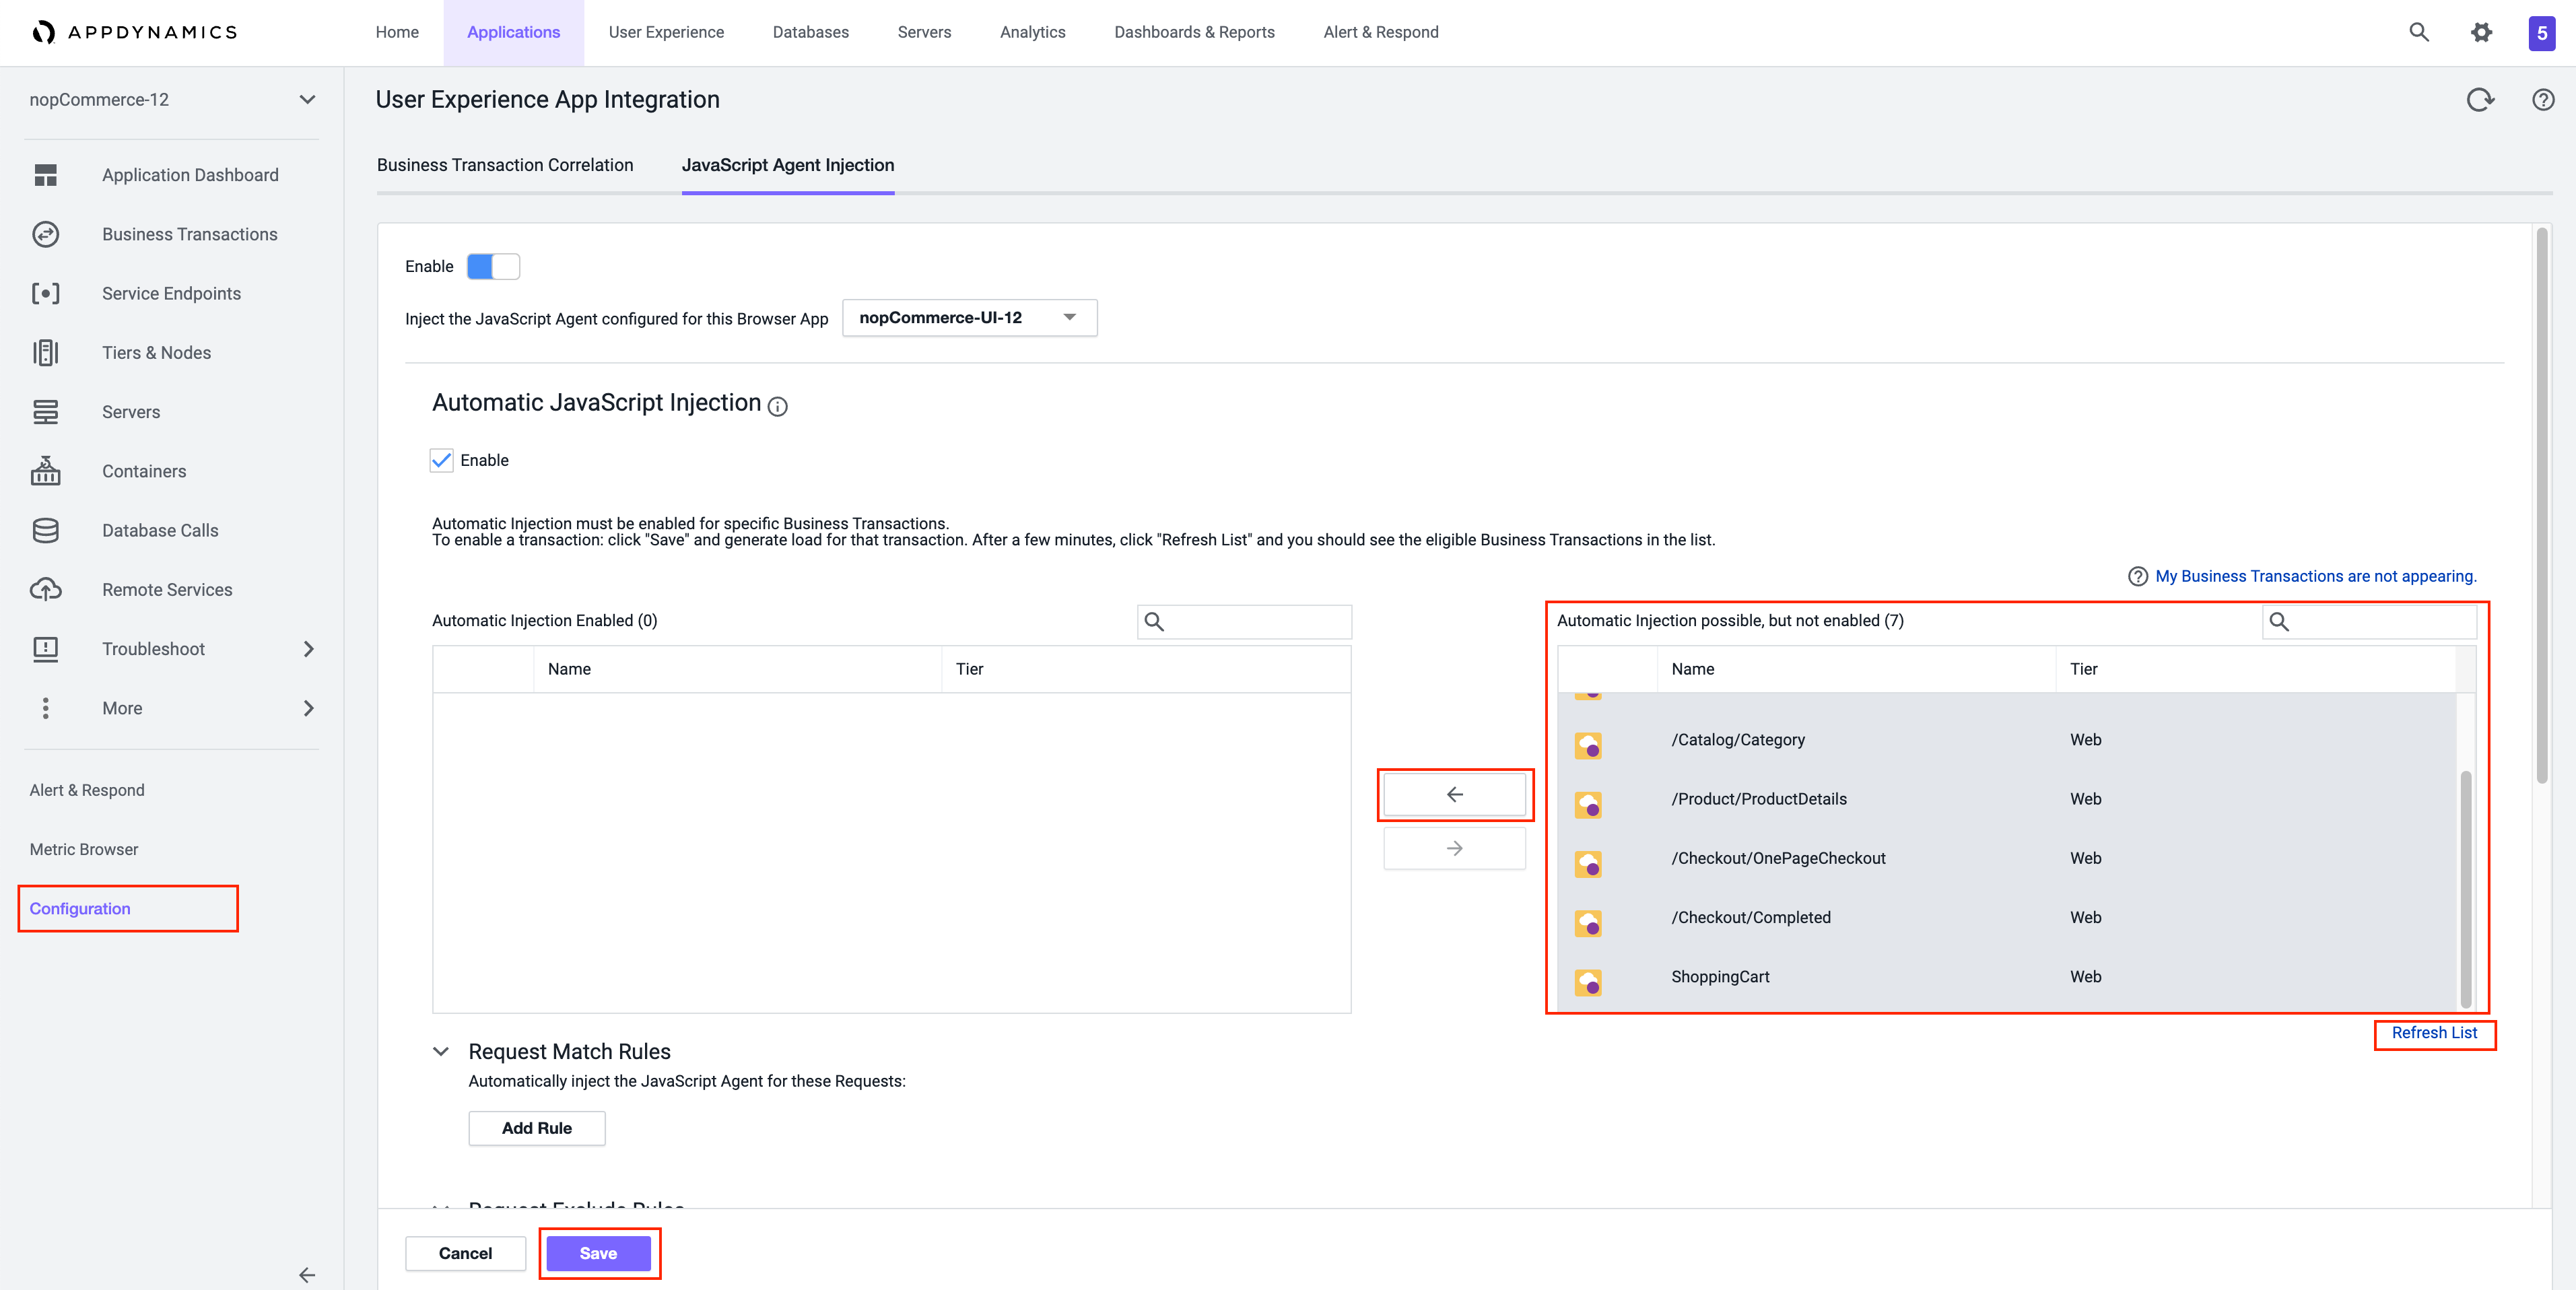 APPDYNAMICS
Home
Applications
User Experience
Databases
Servers
Analytics
Dashboards & Reports
Alert & Respond
5
nopCommerce-12
Application Dashboard
Business Transactions
Service Endpoints
Tiers & Nodes
Servers
Containers
Database Calls
Remote Services
Troubleshoot
More
Alert & Respond
Metric Browser
Configuration
User Experience App Integration
Business Transaction Correlation
JavaScript Agent Injection
Enable
Inject the JavaScript Agent configured for this Browser App
nopCommerce-UI-12
Automatic JavaScript Injection
Enable
Automatic Injection must be enabled for specific Business Transactions.
To enable a transaction: click "Save" and generate load for that transaction. After a few minutes, click "Refresh List" and you should see the eligible Business Transactions in the list.
My Business Transactions are not appearing.
Automatic Injection Enabled (0)
Name
Tier
Automatic Injection possible, but not enabled (7)
Name
Tier
/Catalog/Category
Web
/Product/ProductDetails
Web
/Checkout/OnePageCheckout
Web
/Checkout/Completed
Web
ShoppingCart
Web
Refresh List
Request Match Rules
Automatically inject the JavaScript Agent for these Requests:
Add Rule
Request Exclude Rules
Cancel
Save